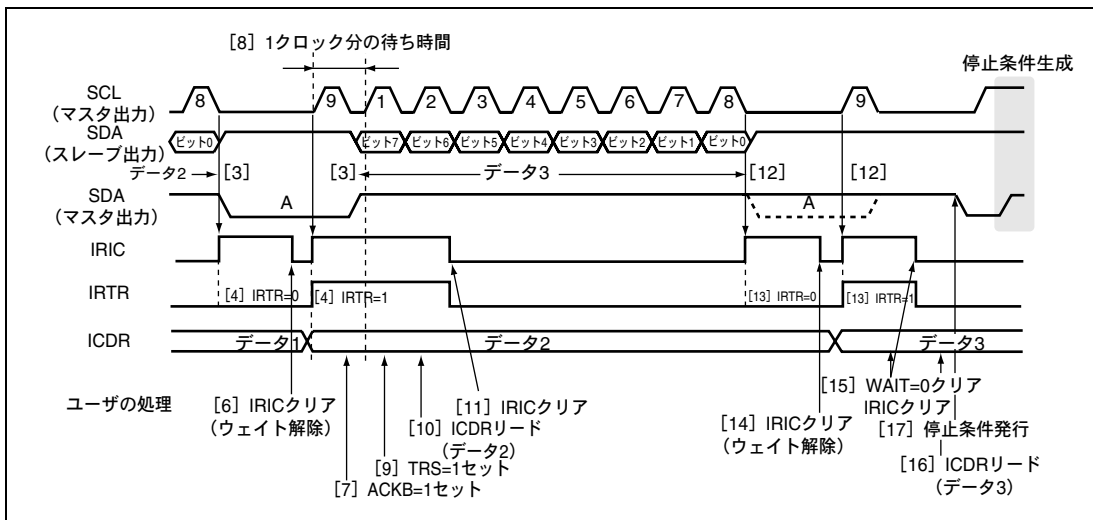 [8] 1クロック分の待ち時間
停止条件生成
SCL
(マスタ出力)
8 9 1 2 3 4 5 6 7 8 9
SDA
(スレーブ出力)
ビット0 ビット7 ビット6 ビット5 ビット4 ビット3 ビット2 ビット1 ビット0
データ2 [3] [3] データ3 [12] [12]
SDA
(マスタ出力)
A A
IRIC
IRTR
[4] IRTR=0 [4] IRTR=1 [13] IRTR=0 [13] IRTR=1
ICDR
データ1 データ2 データ3
ユーザの処理
[6] IRICクリア
(ウェイト解除)
[7] ACKB=1セット
[9] TRS=1セット
[10] ICDRリード
(データ2)
[11] IRICクリア
[14] IRICクリア
(ウェイト解除)
[15] WAIT=0クリア
IRICクリア
[17] 停止条件発行
[16] ICDRリード
(データ3)